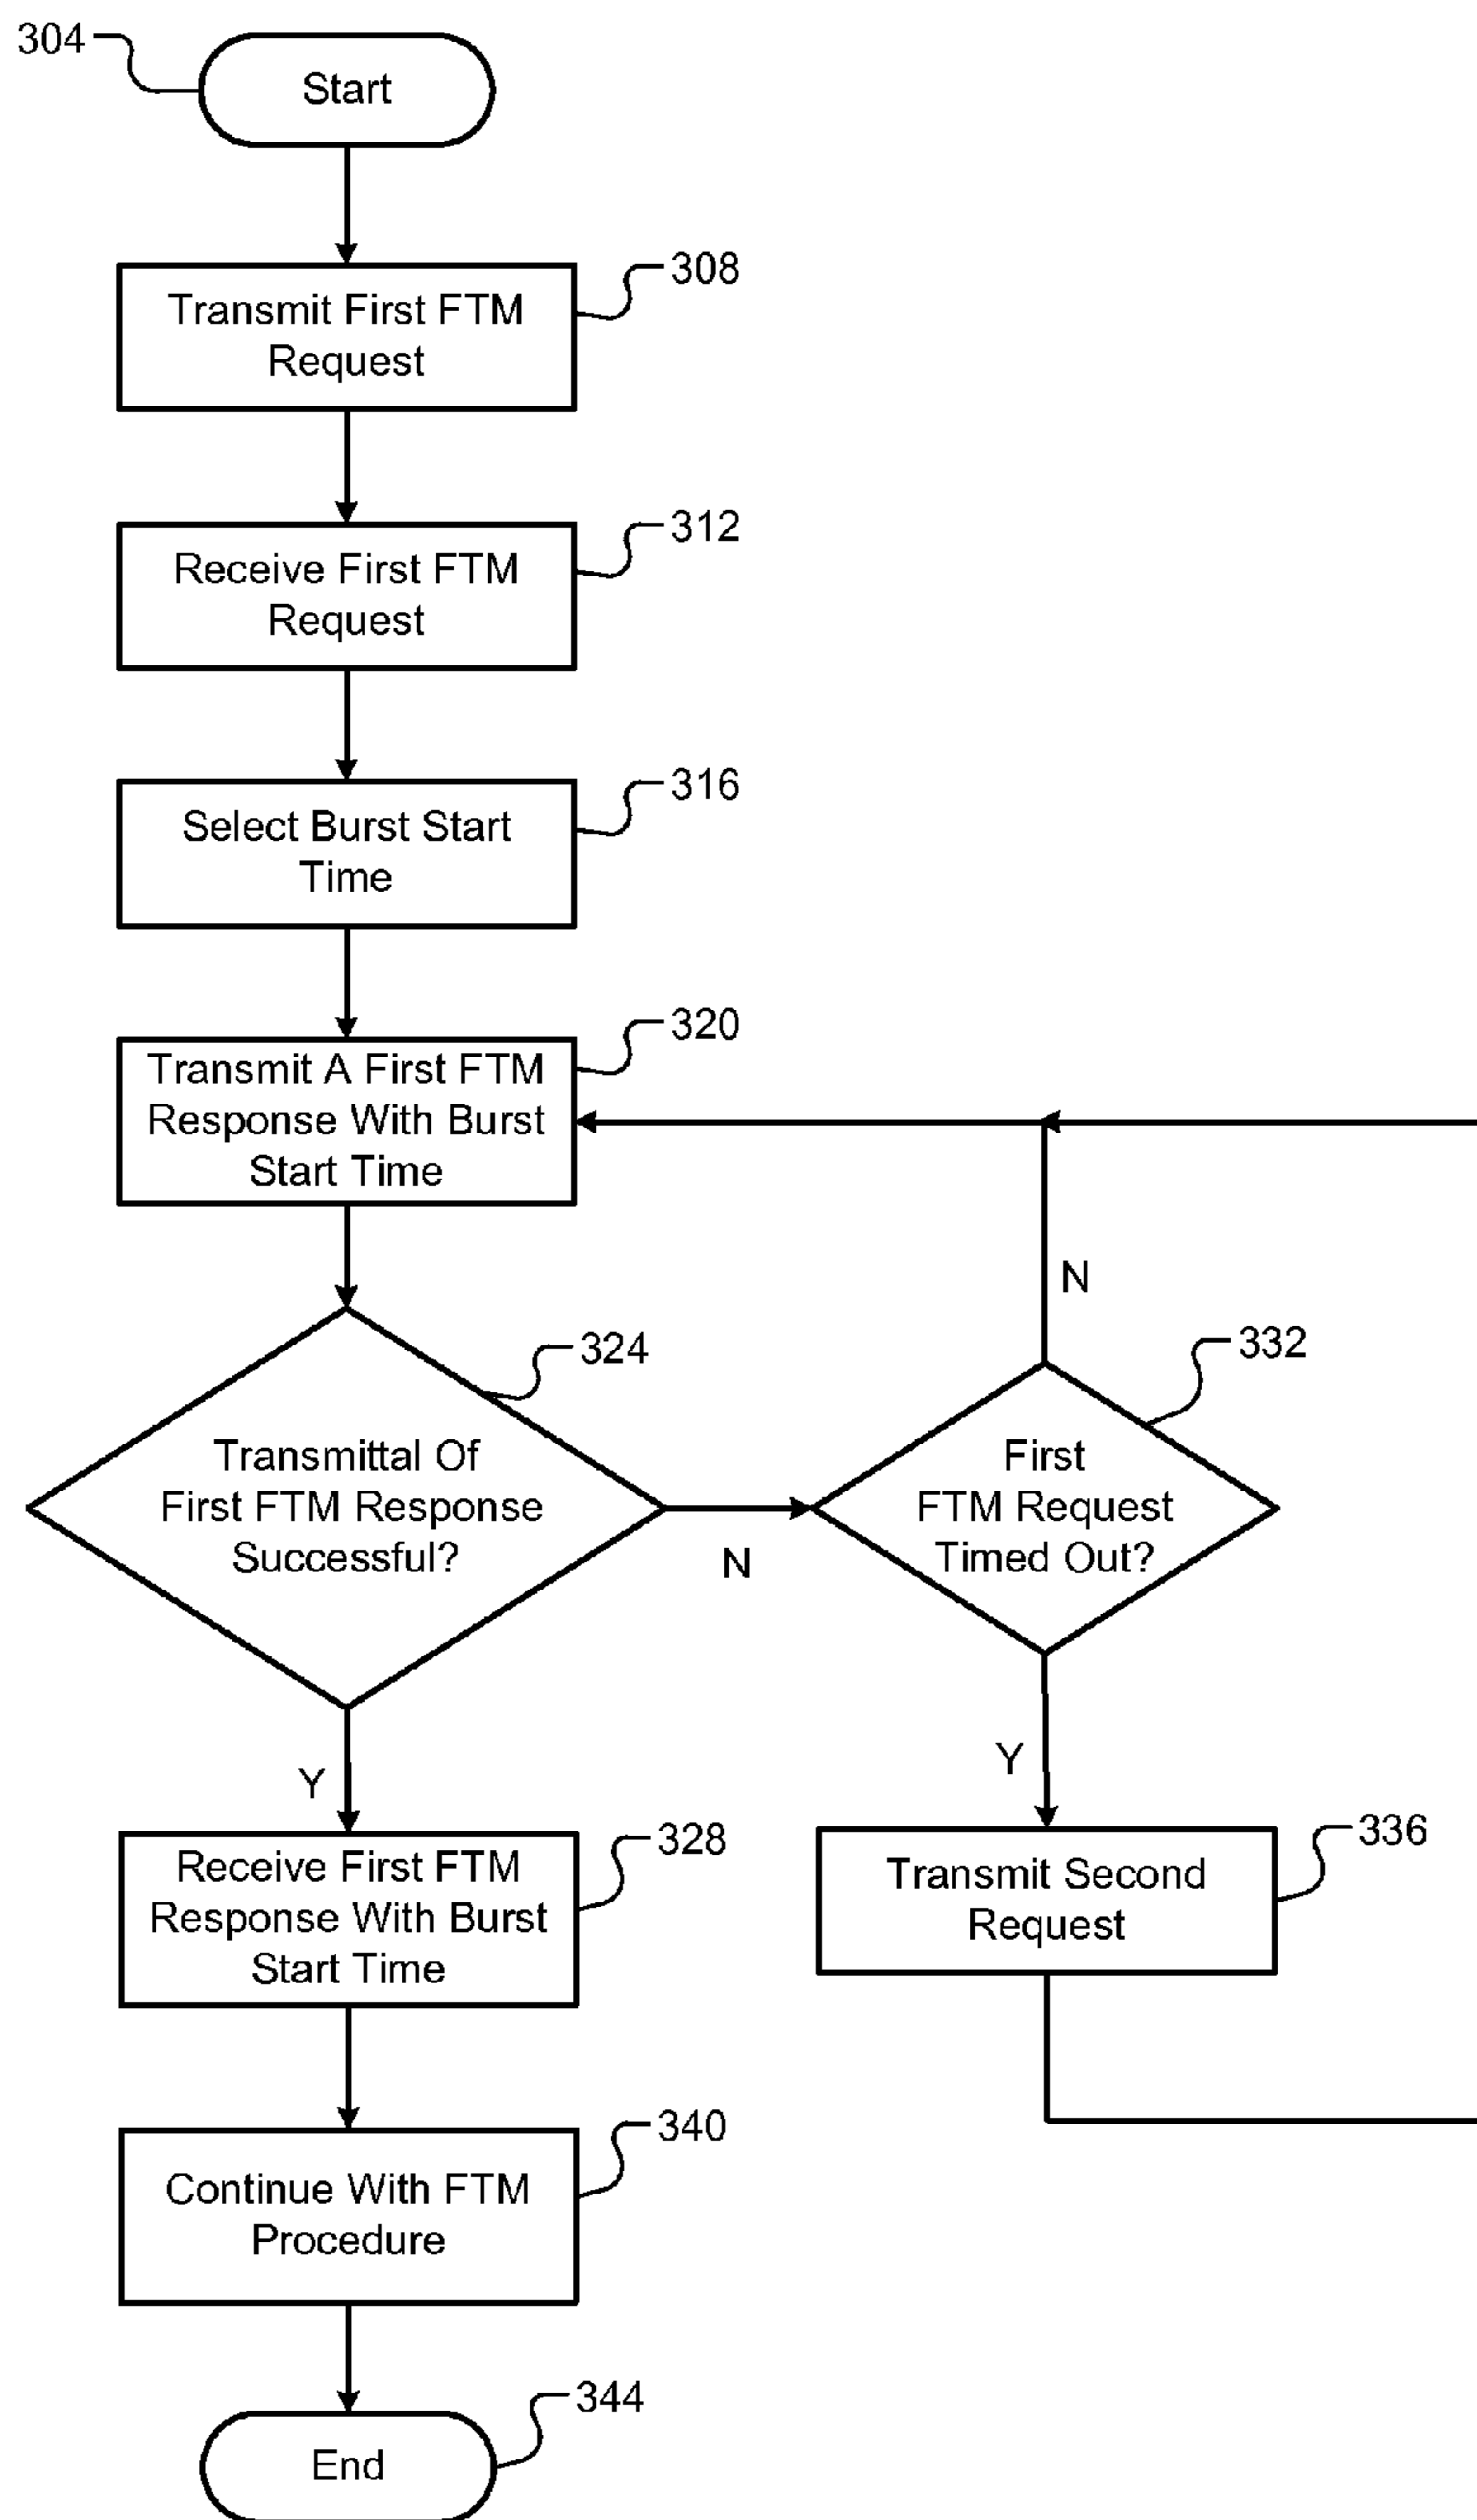 304
Start
308
Transmit First FTM
Request
312
Receive First FTM
Request
316
Select Burst Start
Time
320
Transmit A First FTM
Response With Burst
Start Time
N
324
332
Transmittal Of
First FTM Response
Successful?
First
FTM Request
Timed Out?
N
Y
Y
328
Receive First FTM
Response With Burst
Start Time
336
Transmit Second
Request
340
Continue With FTM
Procedure
344
End